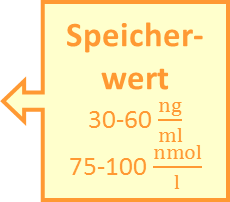 Speicher-
wert
30-60 ng/ml
75-100 nmol/l